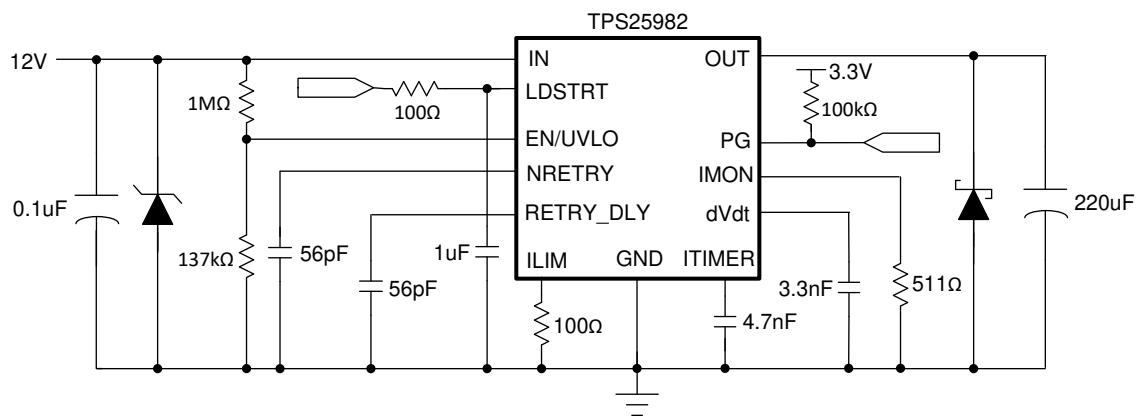 TPS25982
12V
IN
OUT
LDSTRT
3.3V
1MΩ
100Ω
100kΩ
EN/UVLO
PG
NRETRY
IMON
0.1uF
RETRY_DLY
dVdt
220uF
137kΩ
56pF
1uF
ILIM
GND
ITIMER
56pF
3.3nF
511Ω
100Ω
4.7nF